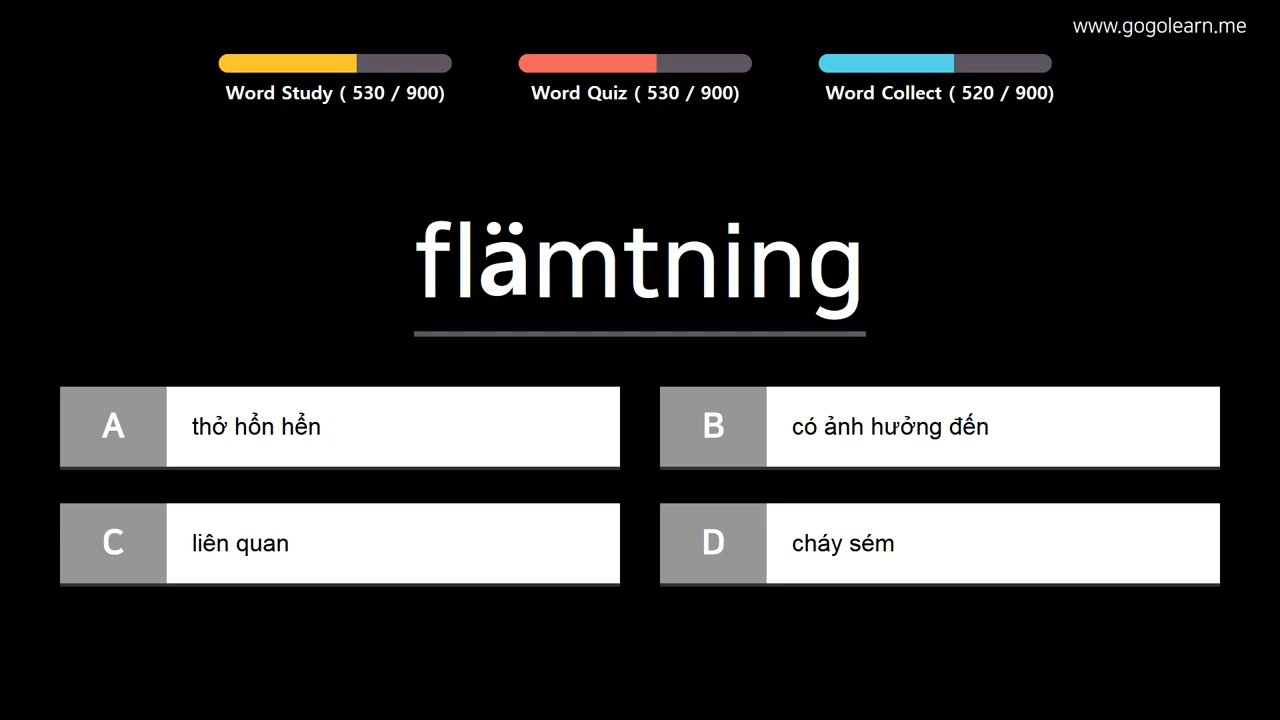 www.gogolearn.me
Word Study ( 530 / 900)
Word Quiz ( 530 / 900)
Word Collect ( 520 / 900)
flämtning
A thở hổn hển
B có ảnh hưởng đến
C liên quan
D cháy sém